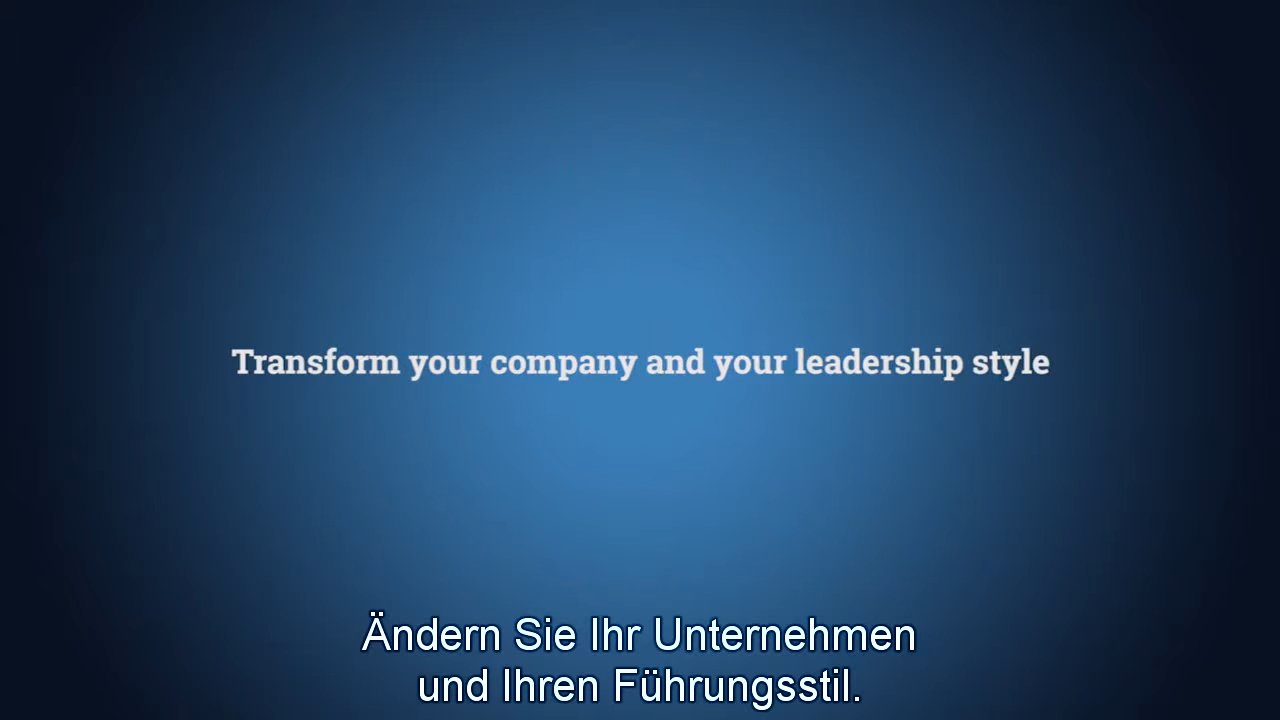 Transform your company and your leadership style
Ändern Sie Ihr Unternehmen
und Ihren Führungsstil.